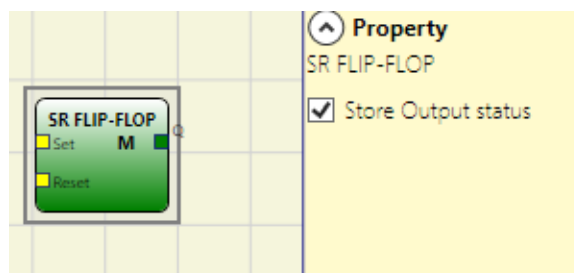 SR FLIP-FLOP
Set M Q
Reset
Property
SR FLIP-FLOP
Store Output status